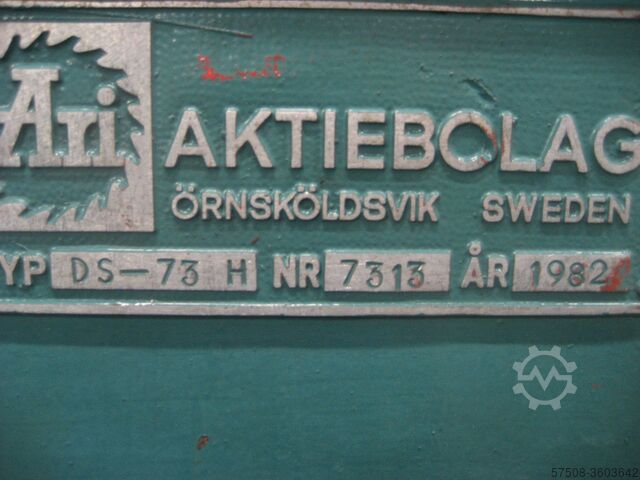 Ari
AKTIEBOLAG
ÖRNSKÖLDSVIK SWEDEN
YP DS-73 H NR 7313 ÅR 1982
57508-3603642